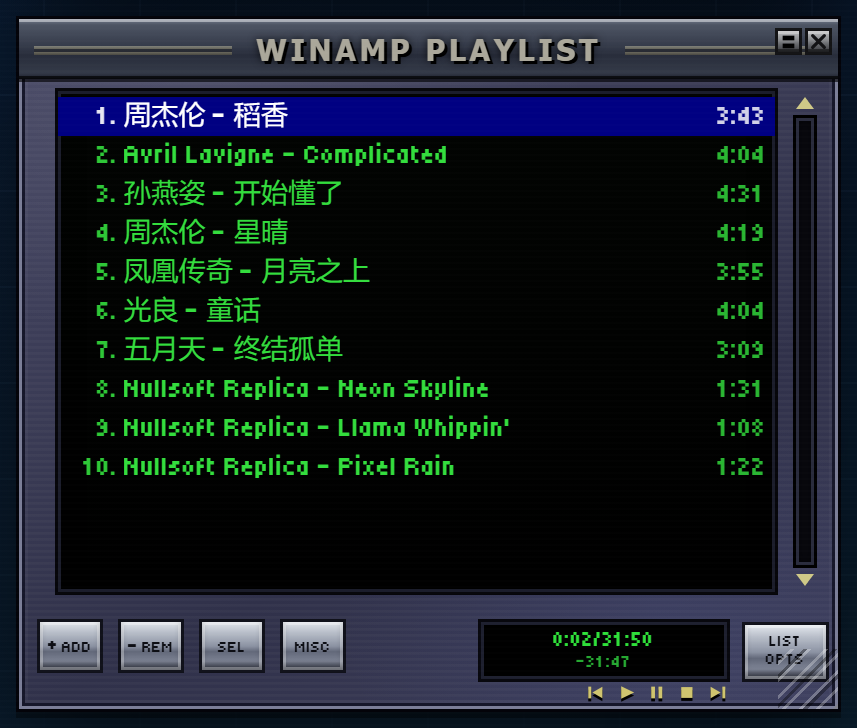 WINAMP PLAYLIST
1. 周杰伦 - 稻香 3:43
2. Avril Lavigne - Complicated 4:04
3. 孙燕姿 - 开始懂了 4:31
4. 周杰伦 - 星晴 4:19
5. 凤凰传奇 - 月亮之上 3:55
6. 光良 - 童话 4:04
7. 五月天 - 终结孤单 3:09
8. Nullsoft Replica - Neon Skyline 1:31
9. Nullsoft Replica - Llama Whippin' 1:08
10. Nullsoft Replica - Pixel Rain 1:22
+ ADD
- REM
SEL
MISC
0:02/31:50
-31:47
LIST
OPTS